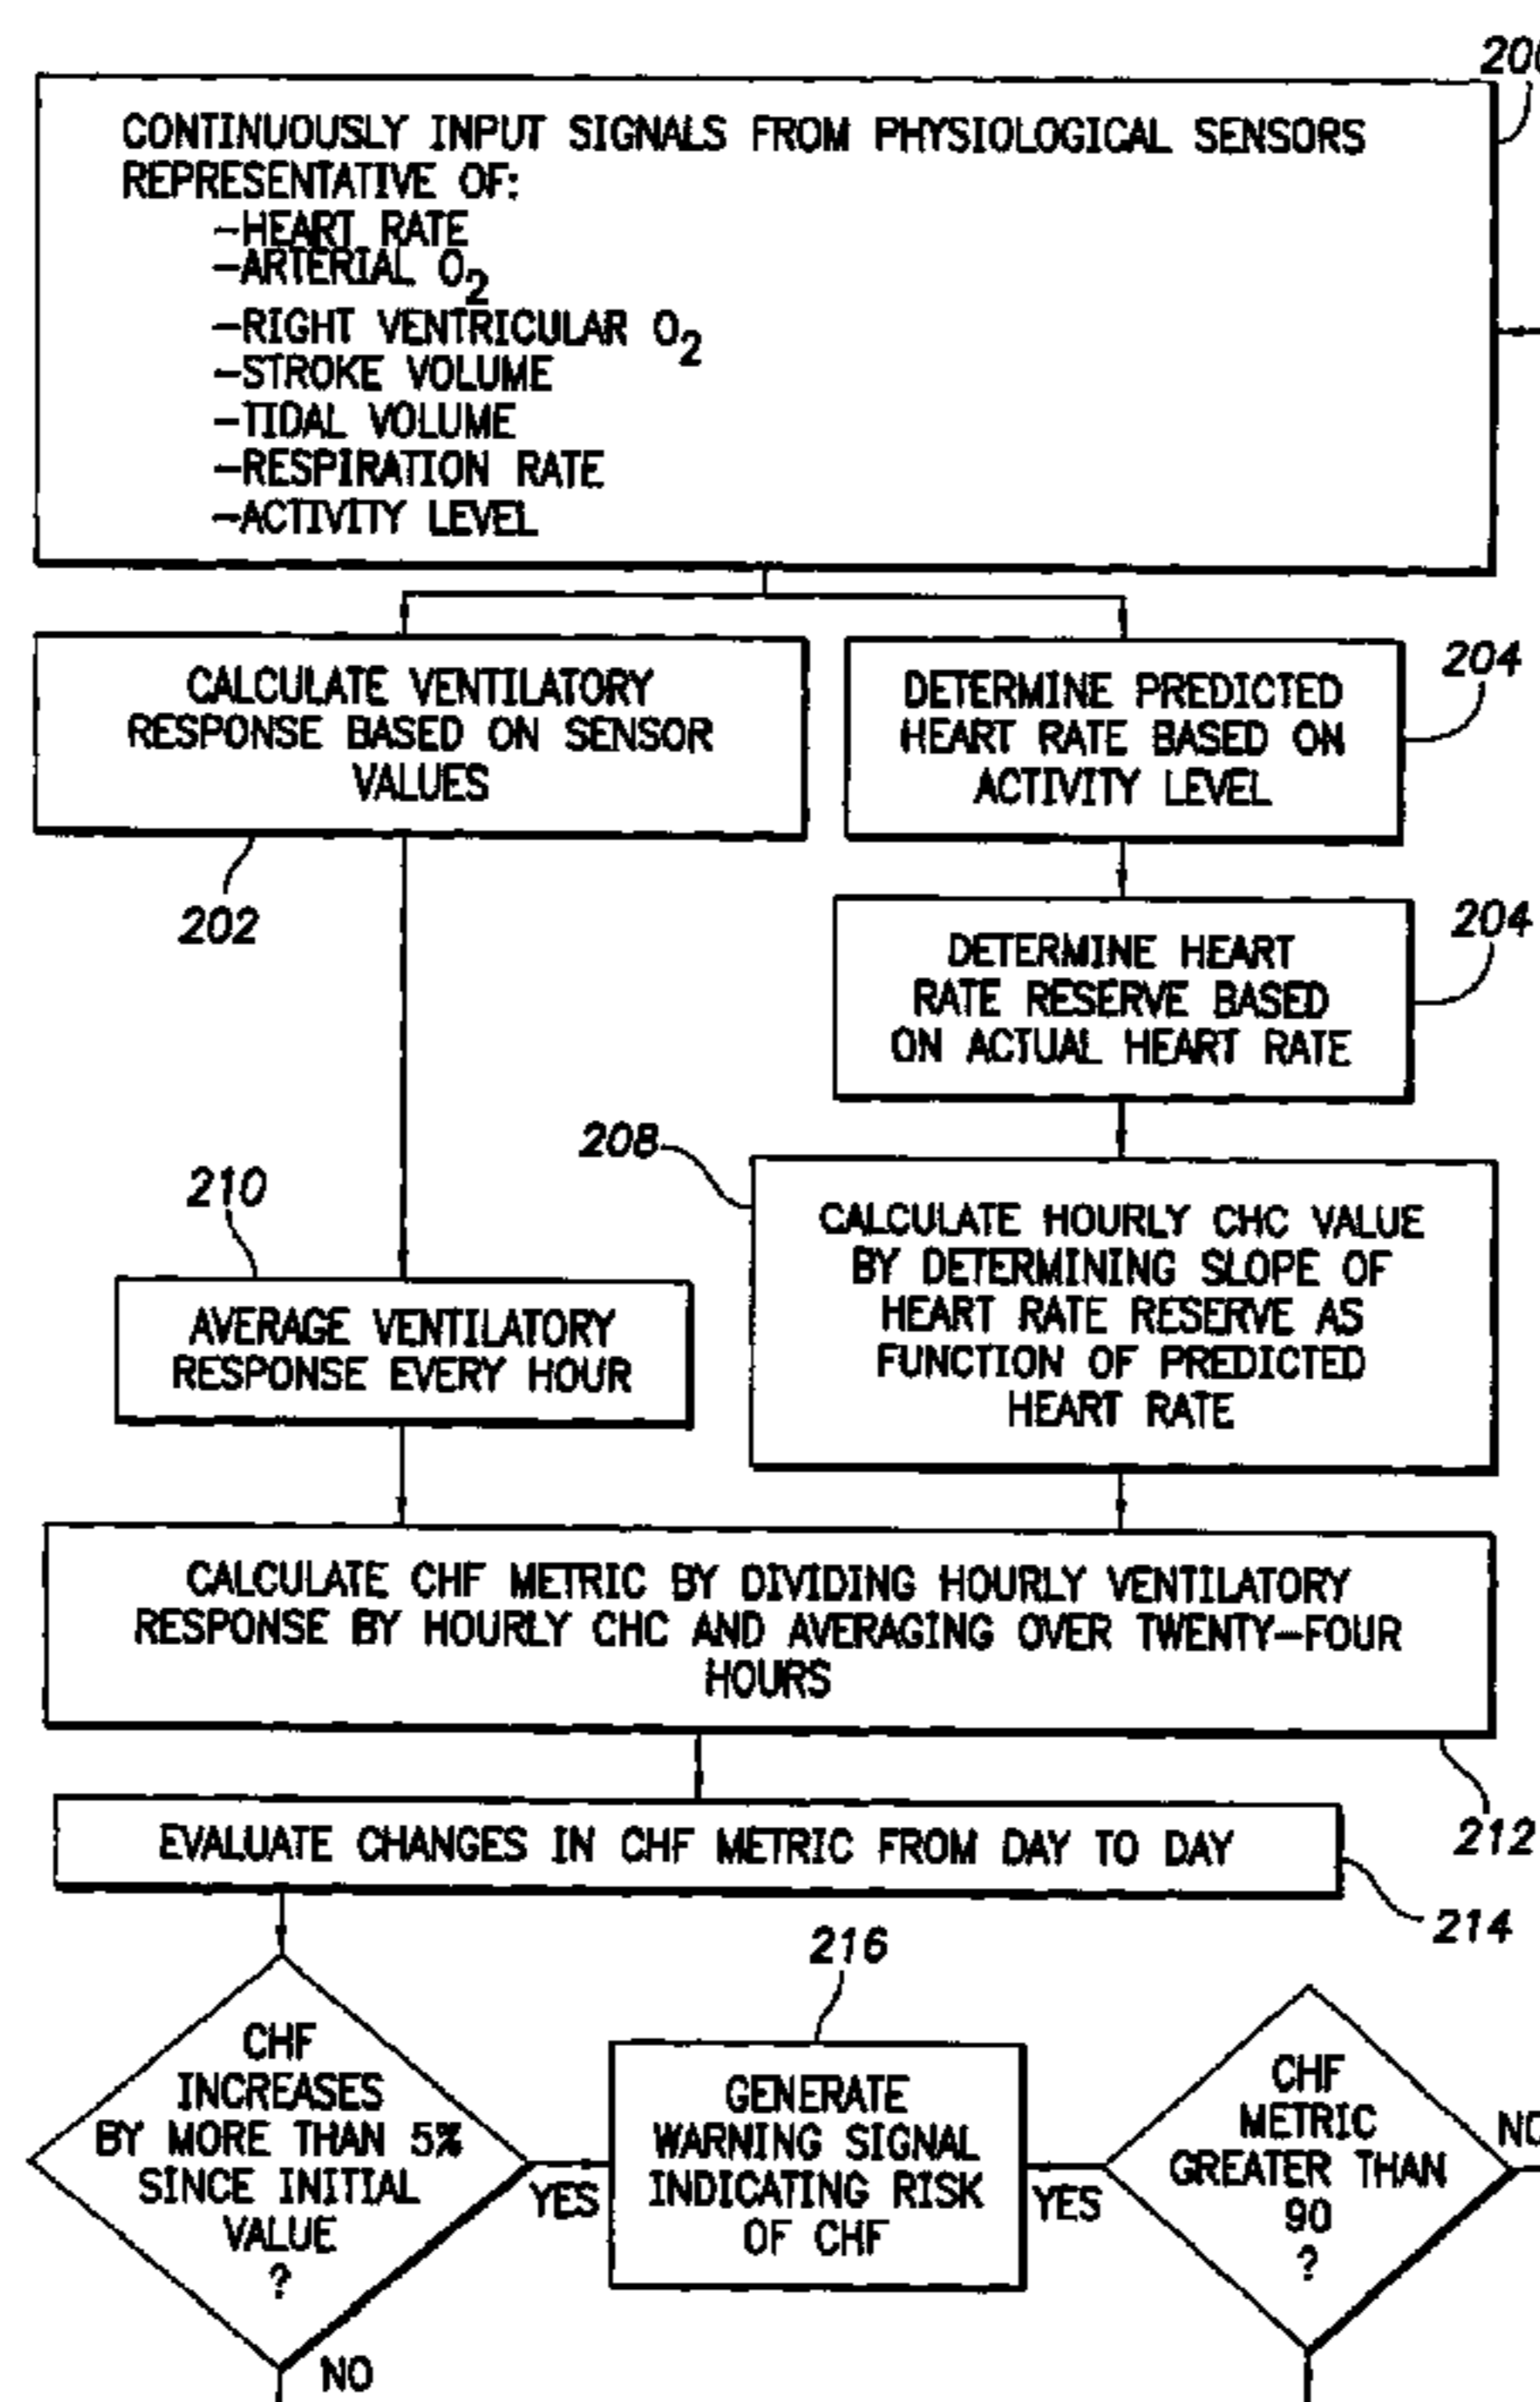 CONTINUOUSLY INPUT SIGNALS FROM PHYSIOLOGICAL SENSORS
REPRESENTATIVE OF:
-HEART RATE
-ARTERIAL O2
-RIGHT VENTRICULAR O2
-STROKE VOLUME
-TIDAL VOLUME
-RESPIRATION RATE
-ACTIVITY LEVEL
CALCULATE VENTILATORY
RESPONSE BASED ON SENSOR
VALUES
202
DETERMINE PREDICTED
HEART RATE BASED ON
ACTIVITY LEVEL
204
DETERMINE HEART
RATE RESERVE BASED
ON ACTUAL HEART RATE
204
208
CALCULATE HOURLY CHC VALUE
BY DETERMINING SLOPE OF
HEART RATE RESERVE AS
FUNCTION OF PREDICTED
HEART RATE
210
AVERAGE VENTILATORY
RESPONSE EVERY HOUR
CALCULATE CHF METRIC BY DIVIDING HOURLY VENTILATORY
RESPONSE BY HOURLY CHC AND AVERAGING OVER TWENTY-FOUR
HOURS
212
EVALUATE CHANGES IN CHF METRIC FROM DAY TO DAY
214
CHF
INCREASES
BY MORE THAN 5%
SINCE INITIAL
VALUE
?
YES
NO
216
GENERATE
WARNING SIGNAL
INDICATING RISK
OF CHF
YES
CHF
METRIC
GREATER THAN
90
?
NO